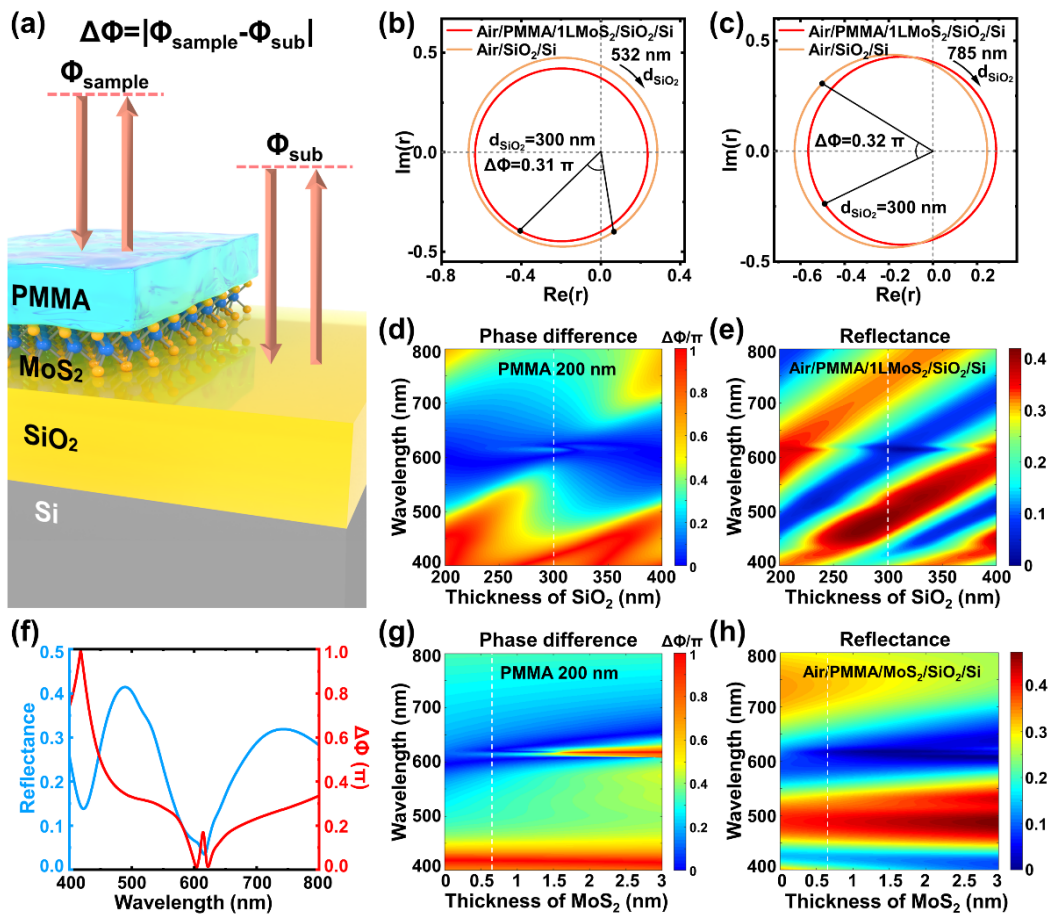 (a)
ΔΦ=|Φsample-Φsub|
Φsample
Φsub
PMMA
MoS2
SiO2
Si
(b)
Air/PMMA/1LMoS2/SiO2/Si
Air/SiO2/Si
532 nm
dSiO2
dSiO2=300 nm
ΔΦ=0.31 π
Im(r)
0.5
0.0
-0.5
-0.8 -0.4 0.0 0.4
Re(r)
(c)
Air/PMMA/1LMoS2/SiO2/Si
Air/SiO2/Si
785 nm
dSiO2
ΔΦ=0.32 π
dSiO2=300 nm
Im(r)
0.5
0.0
-0.5
-0.6 -0.4 -0.2 0.0 0.2
Re(r)
(d)
Phase difference
ΔΦ/π
PMMA 200 nm
Wavelength (nm)
800
700
600
500
400
200 250 300 350 400
Thickness of SiO2 (nm)
1
0.8
0.6
0.4
0.2
0
(e)
Reflectance
Air/PMMA/1LMoS2/SiO2/Si
Wavelength (nm)
800
700
600
500
400
200 250 300 350 400
Thickness of SiO2 (nm)
0.4
0.3
0.2
0.1
0
(f)
Reflectance
0.5
0.4
0.3
0.2
0.1
0.0
400 500 600 700 800
Wavelength (nm)
1.0
0.8
0.6
0.4
0.2
0.0
ΔΦ (π)
(g)
Phase difference
ΔΦ/π
PMMA 200 nm
Wavelength (nm)
800
700
600
500
400
0 0.5 1 1.5 2 2.5 3
Thickness of MoS2 (nm)
1
0.8
0.6
0.4
0.2
0
(h)
Reflectance
Air/PMMA/MoS2/SiO2/Si
Wavelength (nm)
800
700
600
500
400
0 0.5 1 1.5 2 2.5 3
Thickness of MoS2 (nm)
0.4
0.3
0.2
0.1
0